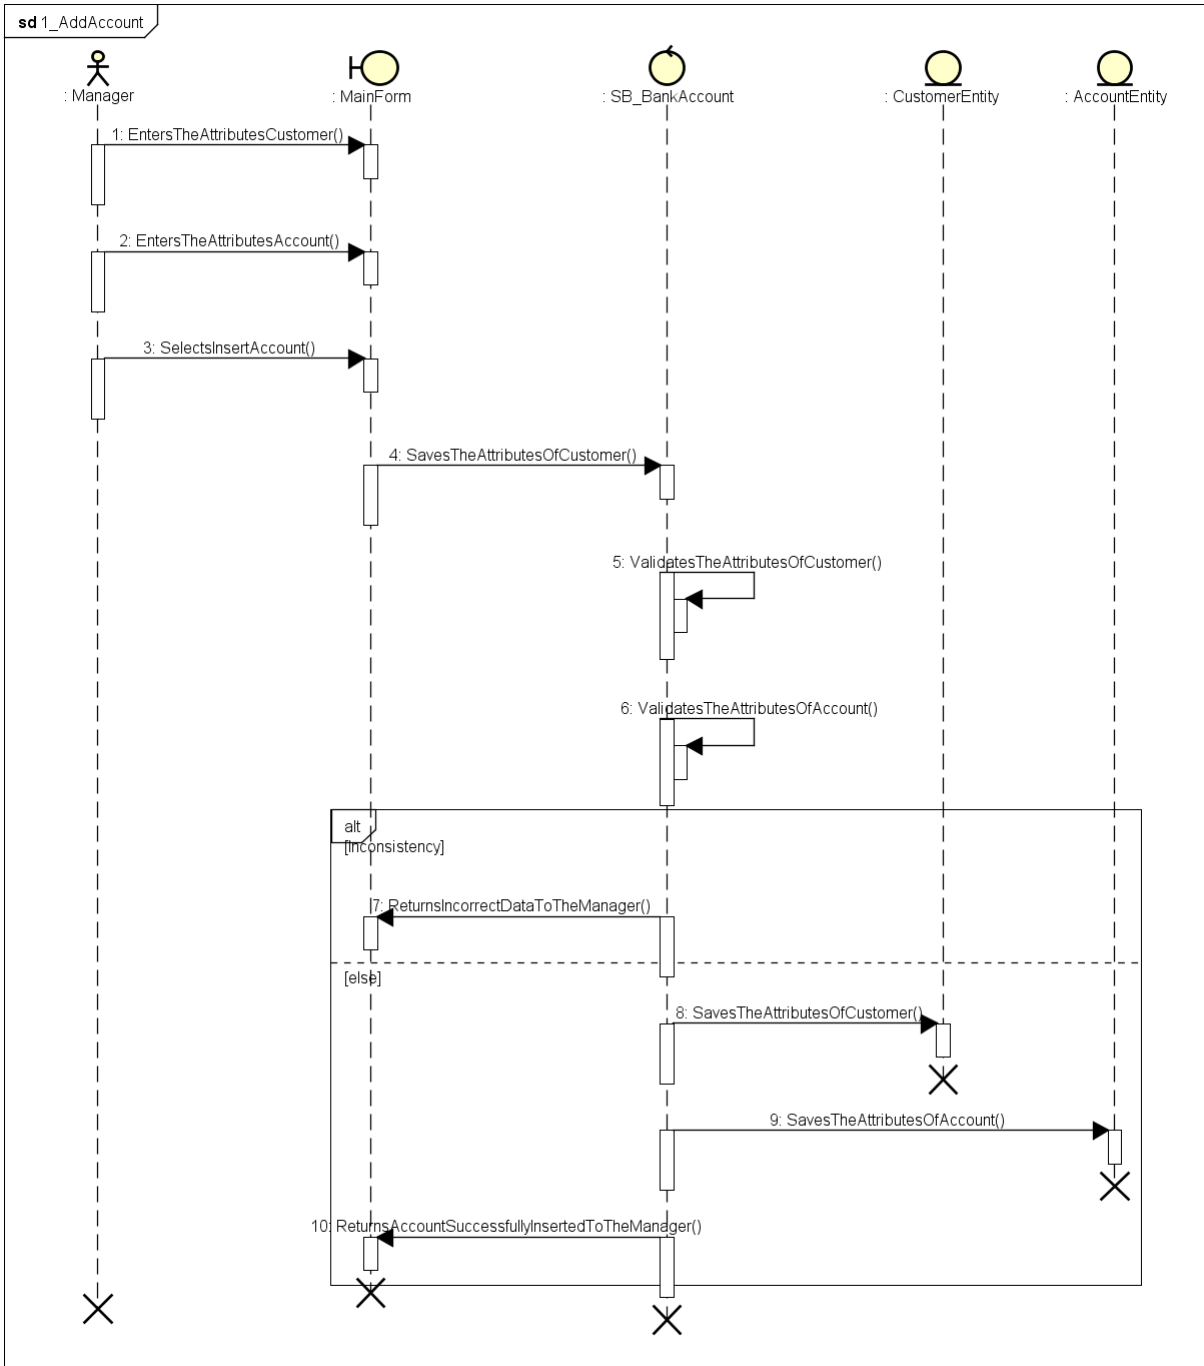 sd 1_AddAccount
: Manager
: MainForm
: SB_BankAccount
: CustomerEntity
: AccountEntity
1: EntersTheAttributesCustomer()
2: EntersTheAttributesAccount()
3: SelectsInsertAccount()
4: SavesTheAttributesOfCustomer()
5: ValidatesTheAttributesOfCustomer()
6: ValidatesTheAttributesOfAccount()
alt
[Inconsistency]
7: ReturnsIncorrectDataToTheManager()
[else]
8: SavesTheAttributesOfCustomer()
9: SavesTheAttributesOfAccount()
10: ReturnsAccountSuccessfullyInsertedToTheManager()